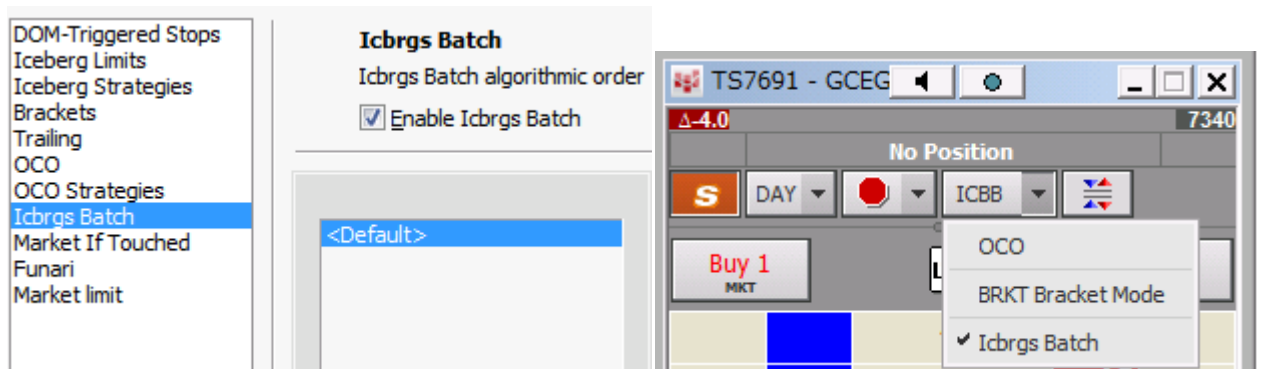 DOM-Triggered Stops
Iceberg Limits
Iceberg Strategies
Brackets
Trailing
OCO
OCO Strategies
Icbrgs Batch
Market If Touched
Funari
Market limit
Icbrgs Batch
Icbrgs Batch algorithmic order
Enable Icbrgs Batch
<Default>
TS7691 - GCEG
Δ-4.0 7340
No Position
S DAY ICBB
Buy 1
MKT
L
OCO
BRKT Bracket Mode
Icbrgs Batch